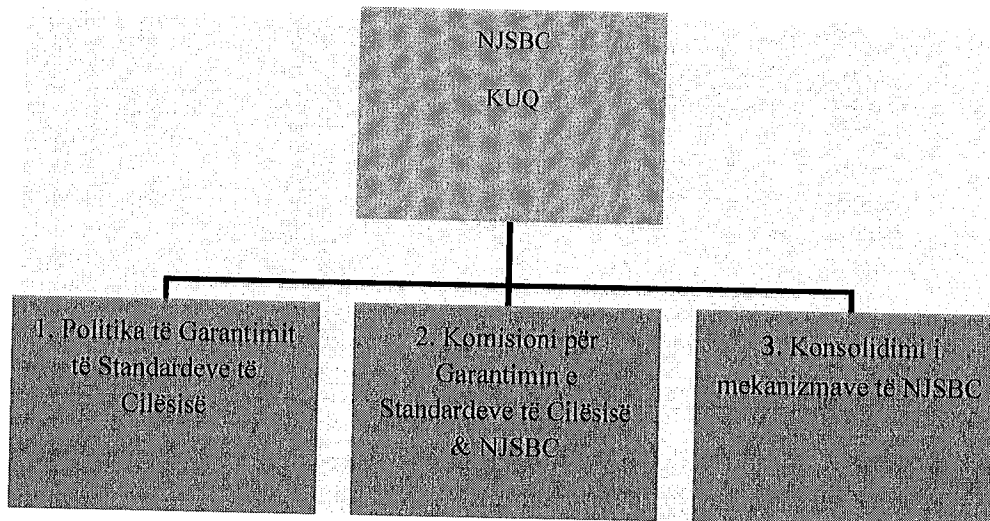 NJSBC
KUQ
1. Politika të Garantimit
të Standardeve të
Cilësisë
2. Komisioni për
Garantimin e
Standardeve të Cilësisë
& NJSBC
3. Konsolidimi i
mekanizmave të NJSBC